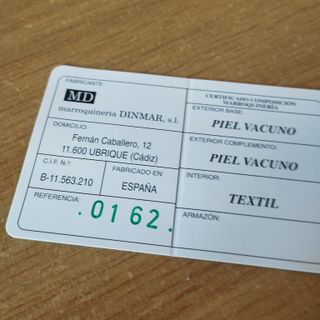 FABRICANTE:
MD
marroquinería DINMAR, s.l.
DOMICILIO:
Fernán Caballero, 12
11.600 UBRIQUE (Cádiz)
C.I.F. N.º:
B-11.563.210
FABRICADO EN:
ESPAÑA
REFERENCIA:
.0162.
CERTIFICADO COMPOSICIÓN
MARROQUINERÍA
EXTERIOR BASE:
PIEL VACUNO
EXTERIOR COMPLEMENTO:
PIEL VACUNO
INTERIOR:
TEXTIL
ARMAZÓN: